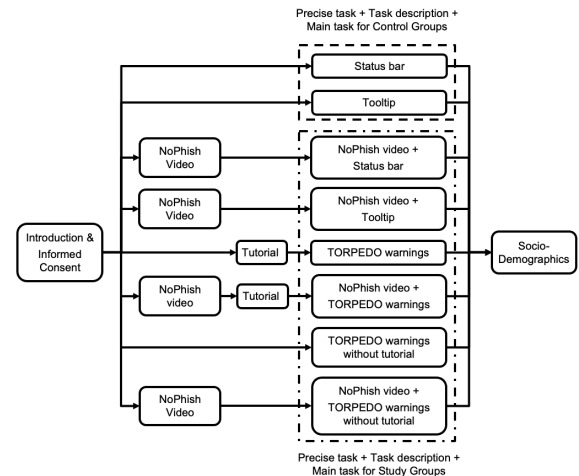 Precise task + Task description +
Main task for Control Groups
Status bar
Tooltip
NoPhish
Video
NoPhish video +
Status bar
NoPhish
Video
NoPhish video +
Tooltip
Introduction &
Informed
Consent
Tutorial
TORPEDO warnings
Socio-
Demographics
NoPhish
video
Tutorial
NoPhish video +
TORPEDO warnings
TORPEDO warnings
without tutorial
NoPhish
Video
NoPhish video +
TORPEDO warnings
without tutorial
Precise task + Task description +
Main task for Study Groups